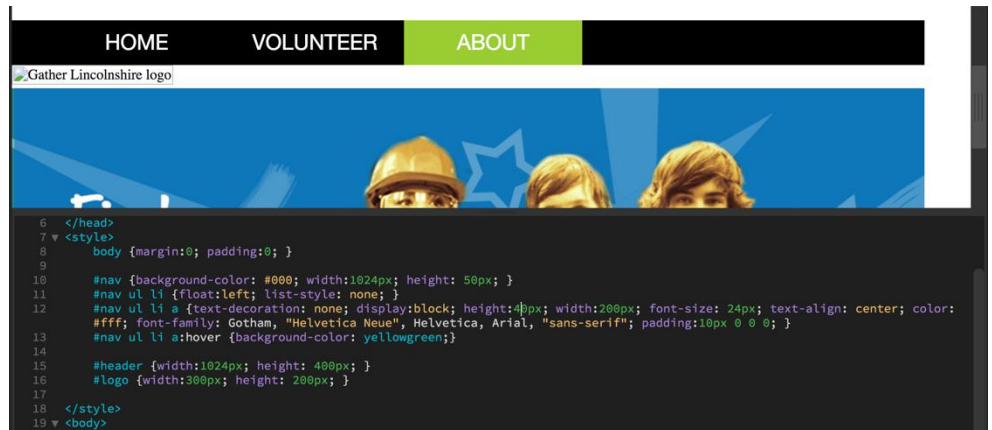 HOME VOLUNTEER ABOUT
Gather Lincolnshire logo
6 </head>
7 <style>
8 body {margin:0; padding:0; }
9
10 #nav {background-color: #000; width:1024px; height: 50px; }
11 #nav ul li {float:left; list-style: none; }
12 #nav ul li a {text-decoration: none; display:block; height:40px; width:200px; font-size: 24px; text-align: center; color:
#fff; font-family: Gotham, "Helvetica Neue", Helvetica, Arial, "sans-serif"; padding:10px 0 0 0; }
13 #nav ul li a:hover {background-color: yellowgreen;}
14
15 #header {width:1024px; height: 400px; }
16 #logo {width:300px; height: 200px; }
17
18 </style>
19 <body>